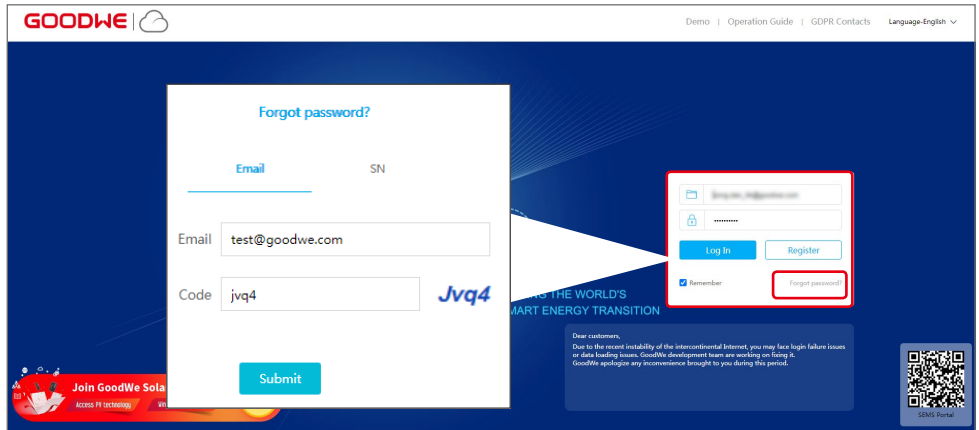 GOODWE
Demo | Operation Guide | GDPR Contacts Language-English
Forgot password?
Email SN
Email test@goodwe.com
Code jvq4 Jvq4
Submit
Log In Register
Remember Forgot password?
THE WORLD'S
MART ENERGY TRANSITION
Dear customers,
Due to the recent instability of the intercontinental Internet, you may face login failure issues
or data loading issues. GoodWe development team are working on fixing it.
GoodWe apologize any inconvenience brought to you during this period.
Join GoodWe Sola
Access PV technology Win
SEMS Portal